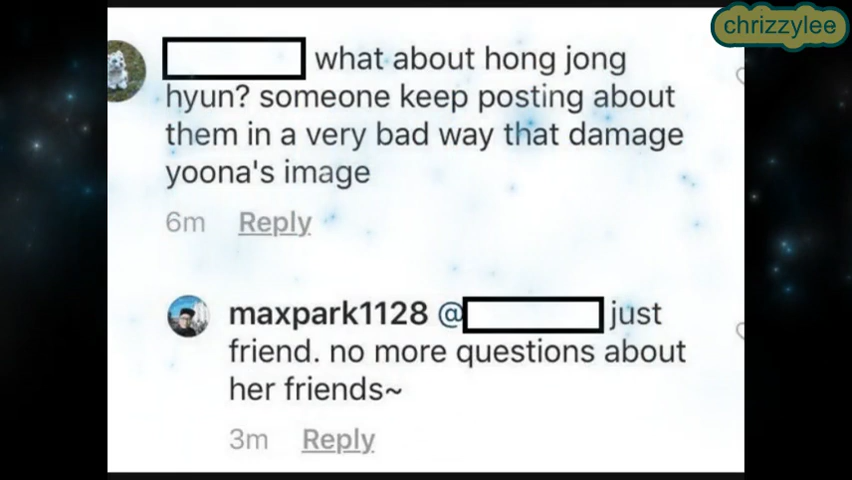 chrizzylee
what about hong jong
hyun? someone keep posting about
them in a very bad way that damage
yoona's image
6m Reply
maxpark1128 @ just
friend. no more questions about
her friends~
3m Reply